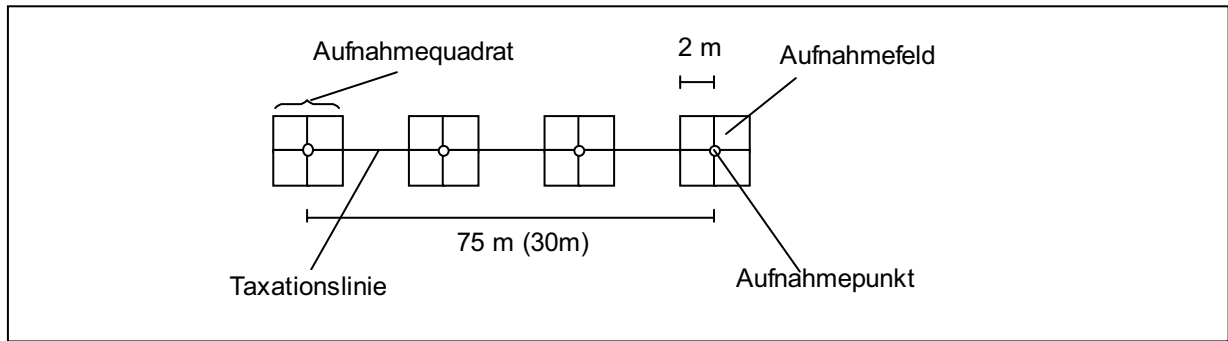 Aufnahmequadrat
2 m
Aufnahmefeld
75 m (30m)
Taxationslinie
Aufnahmepunkt